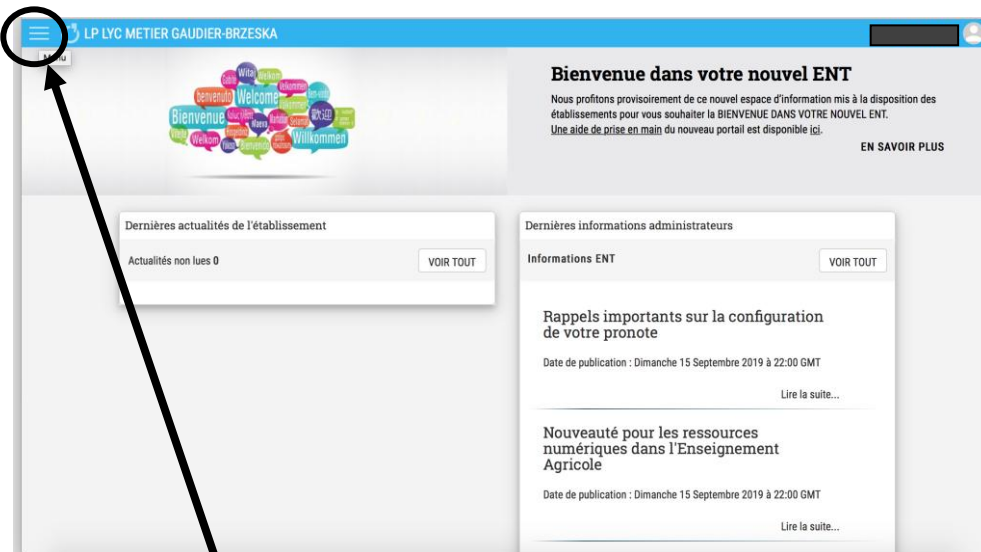 LP LYC METIER GAUDIER-BRZESKA
Menu
Witaj
Welcome
benvenuto
Welcome
Bienvenue
歓迎
Welkom
Benvenuto
Willkommen
Bienvenue dans votre nouvel ENT
Nous profitons provisoirement de ce nouvel espace d'information mis à la disposition des
établissements pour vous souhaiter la BIENVENUE DANS VOTRE NOUVEL ENT.
Une aide de prise en main du nouveau portail est disponible ici.
EN SAVOIR PLUS
Dernières actualités de l'établissement
Actualités non lues 0
VOIR TOUT
Dernières informations administrateurs
Informations ENT
VOIR TOUT
Rappels importants sur la configuration
de votre pronote
Date de publication : Dimanche 15 Septembre 2019 à 22:00 GMT
Lire la suite...
Nouveauté pour les ressources
numériques dans l'Enseignement
Agricole
Date de publication : Dimanche 15 Septembre 2019 à 22:00 GMT
Lire la suite...